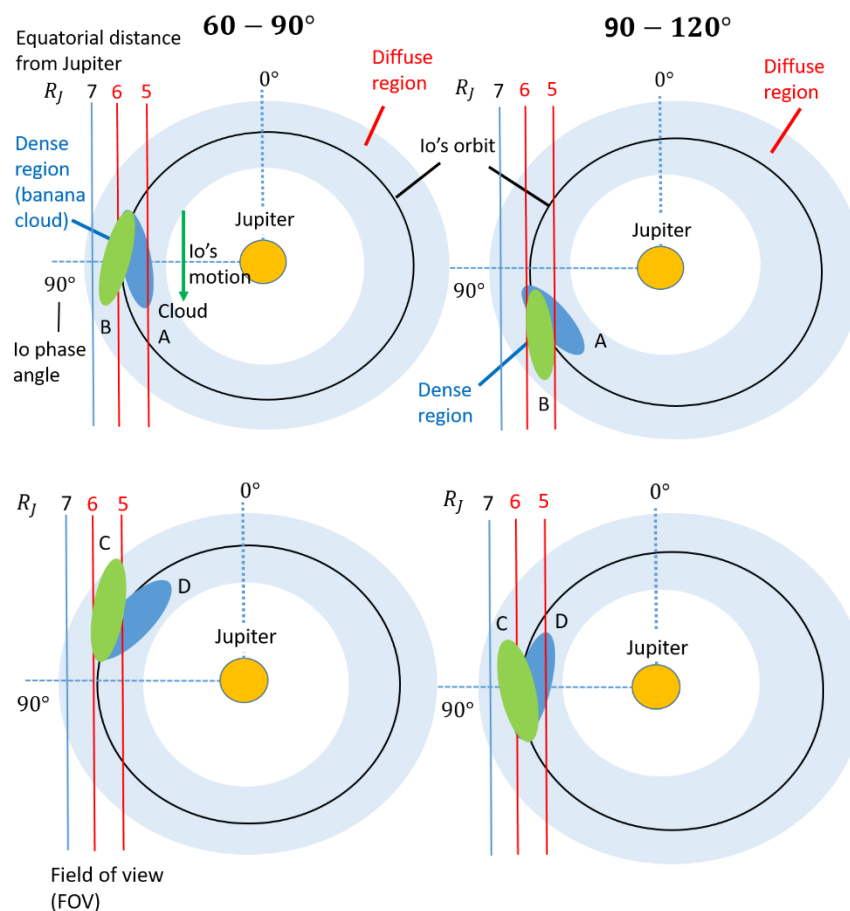 60 − 90°
90 − 120°
Equatorial distance
from Jupiter
0°
Diffuse
region
0°
Diffuse
region
R_J 7 6 5
R_J 7 6 5
Dense
region
(banana
cloud)
Io's orbit
Jupiter
Jupiter
Io's
motion
90°
90°
Cloud
A
B
Io phase
angle
A
Dense
region
B
R_J 7 6 5
0°
R_J 7 6 5
0°
C
D
C
D
Jupiter
Jupiter
90°
90°
Field of view
(FOV)